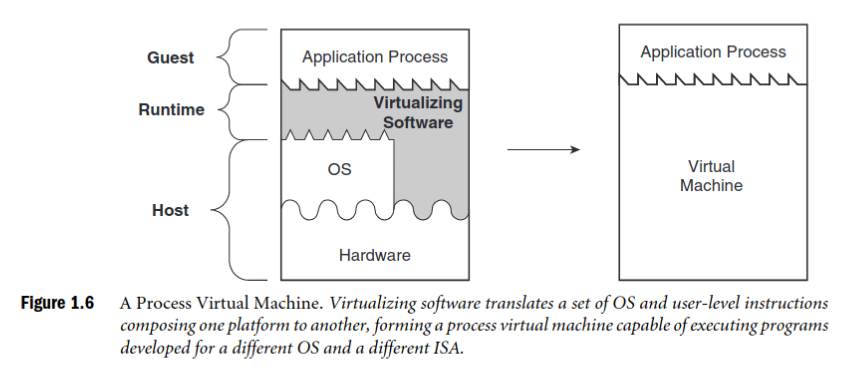 Guest
Application Process
Runtime
Virtualizing
Software
OS
Host
Hardware
Application Process
Virtual
Machine
Figure 1.6 A Process Virtual Machine. Virtualizing software translates a set of OS and user-level instructions
composing one platform to another, forming a process virtual machine capable of executing programs
developed for a different OS and a different ISA.